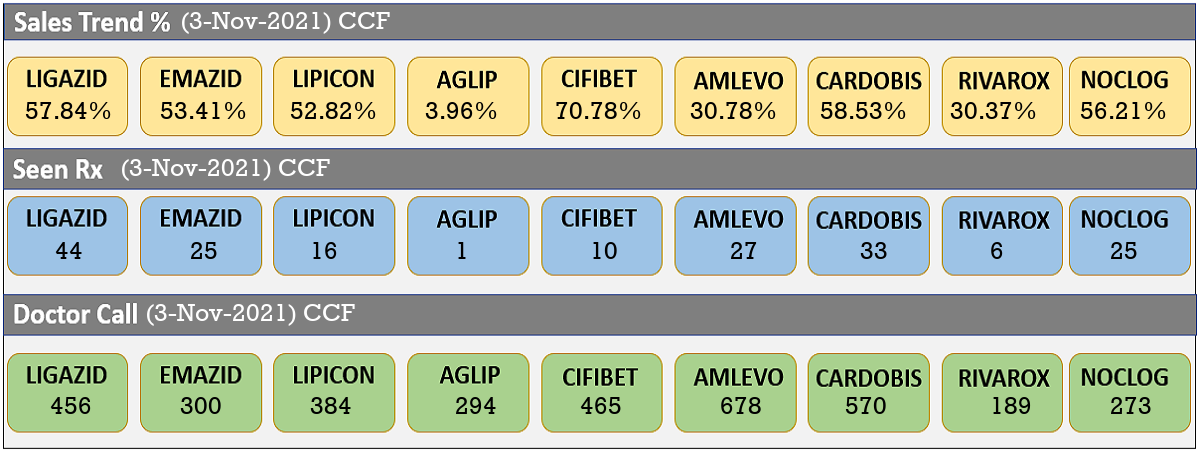 Sales Trend % (3-Nov-2021) CCF
LIGAZID EMAZID LIPICON AGLIP CIFIBET AMLEVO CARDOBIS RIVAROX NOCLOG
57.84% 53.41% 52.82% 3.96% 70.78% 30.78% 58.53% 30.37% 56.21%
Seen Rx (3-Nov-2021) CCF
LIGAZID EMAZID LIPICON AGLIP CIFIBET AMLEVO CARDOBIS RIVAROX NOCLOG
44 25 16 1 10 27 33 6 25
Doctor Call (3-Nov-2021) CCF
LIGAZID EMAZID LIPICON AGLIP CIFIBET AMLEVO CARDOBIS RIVAROX NOCLOG
456 300 384 294 465 678 570 189 273